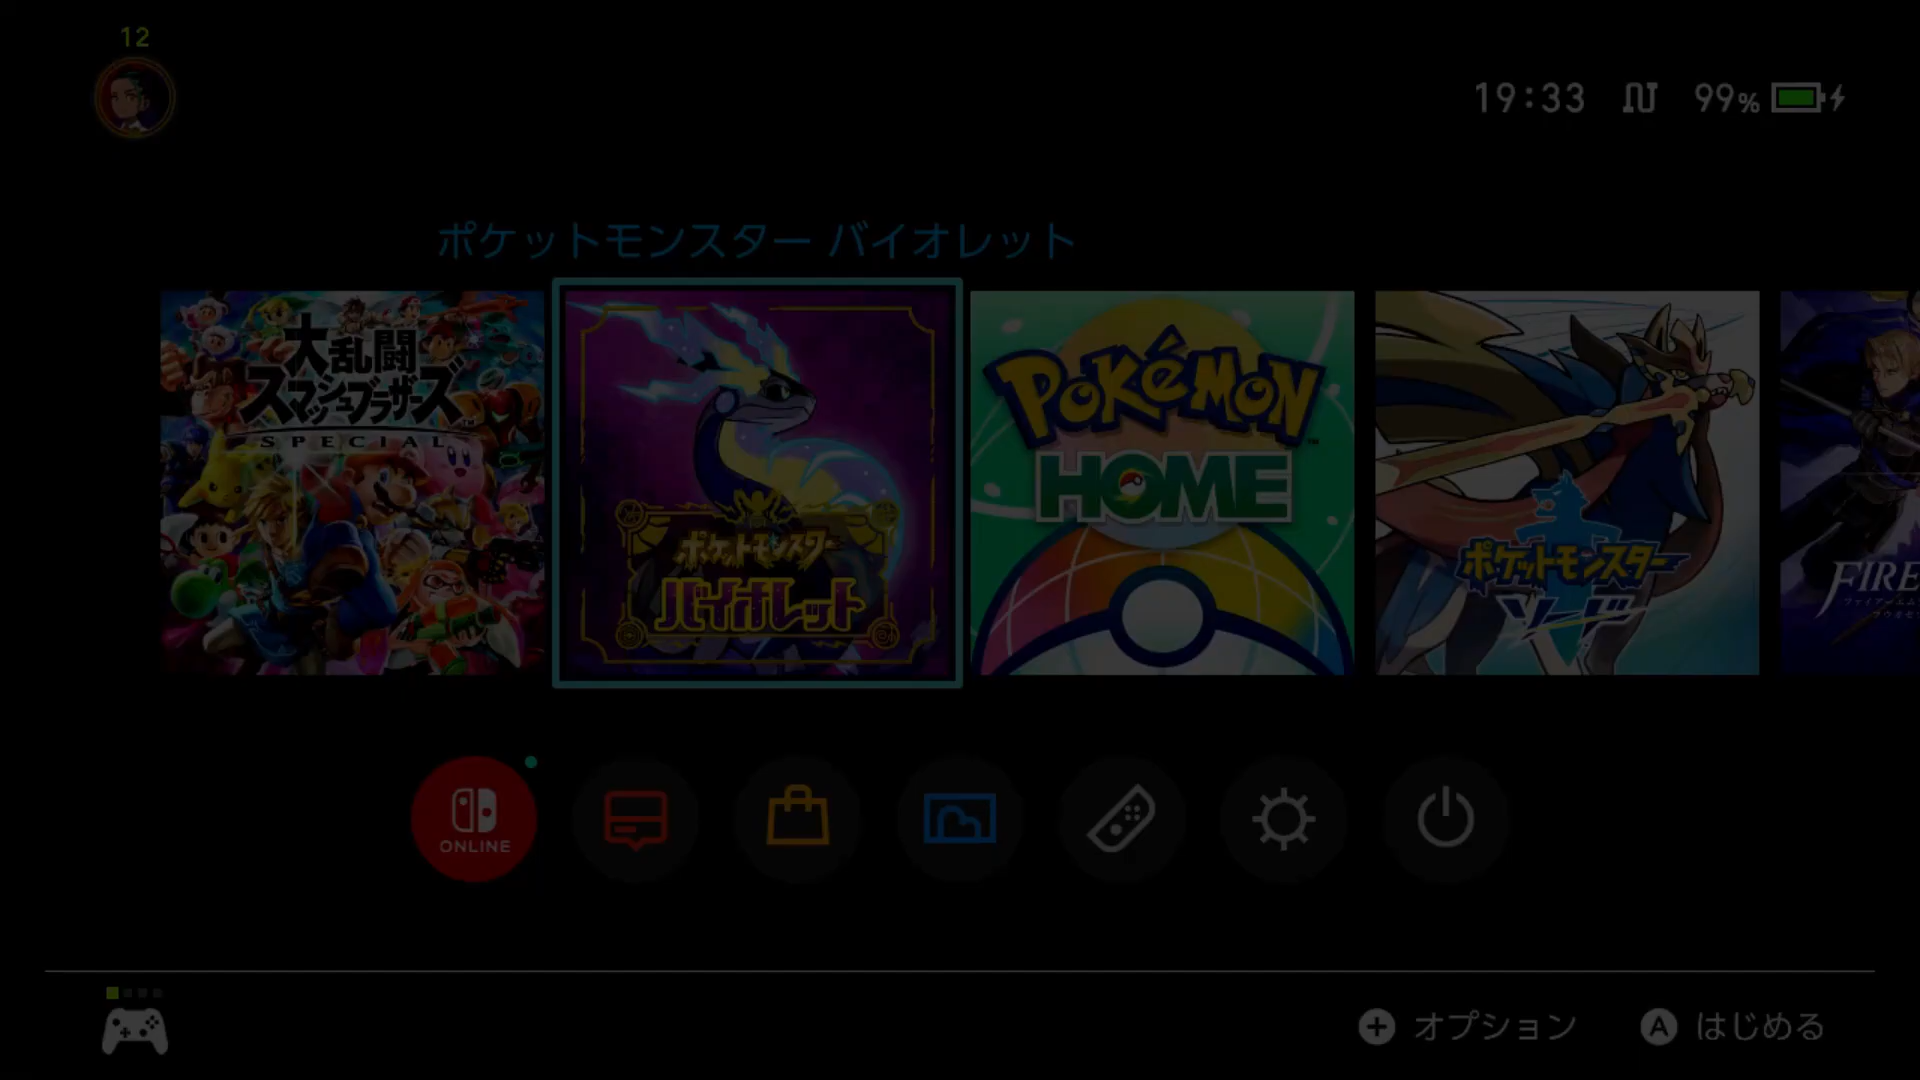 12
19:33 99%
ポケットモンスター バイオレット
大乱闘
スマッシュブラザーズ
SPECIAL
ポケットモンスター
バイオレット
POKéMON
HOME
ポケットモンスター
ソード
FIRE
ONLINE
+ オプション A はじめる